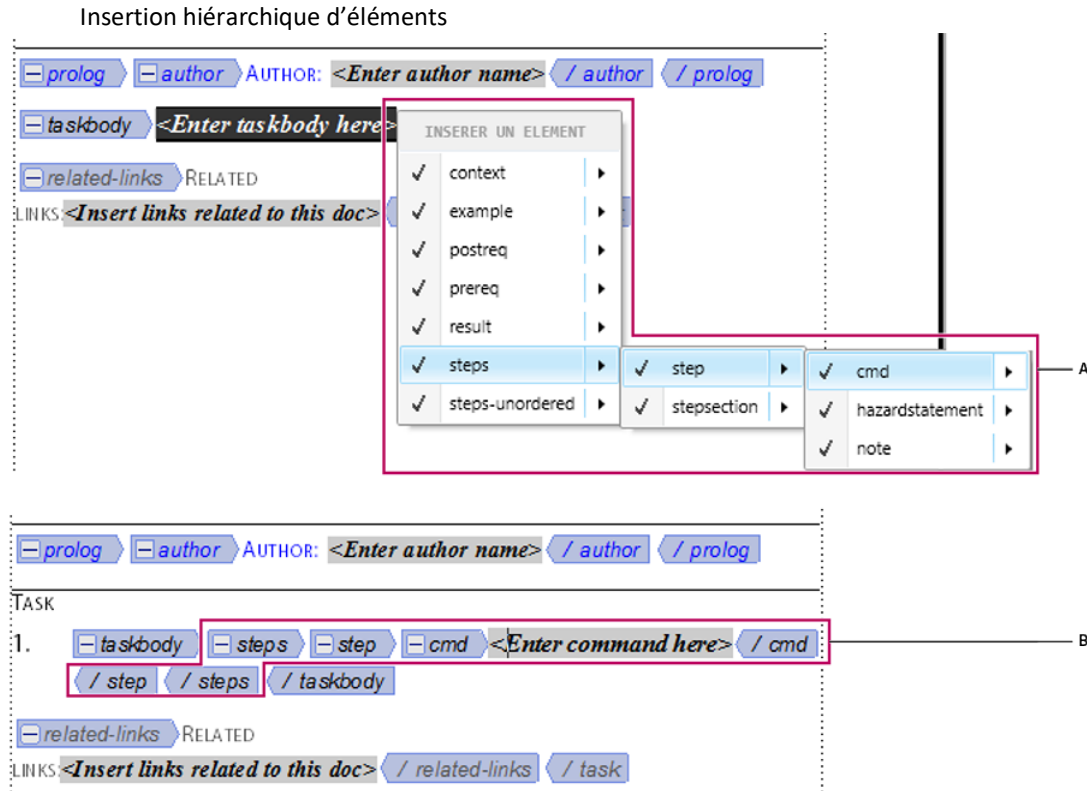 Insertion hiérarchique d’éléments
prolog author AUTHOR: <Enter author name> / author / prolog
taskbody <Enter taskbody here>
INSERER UN ELEMENT
context
example
postreq
prereq
result
steps
steps-unordered
step
stepsection
cmd
hazardstatement
note
A
related-links RELATED
LINKS:<Insert links related to this doc>
prolog author AUTHOR: <Enter author name> / author / prolog
TASK
1. taskbody steps step cmd <Enter command here> / cmd
B
/ step / steps / taskbody
related-links RELATED
LINKS:<Insert links related to this doc> / related-links / task